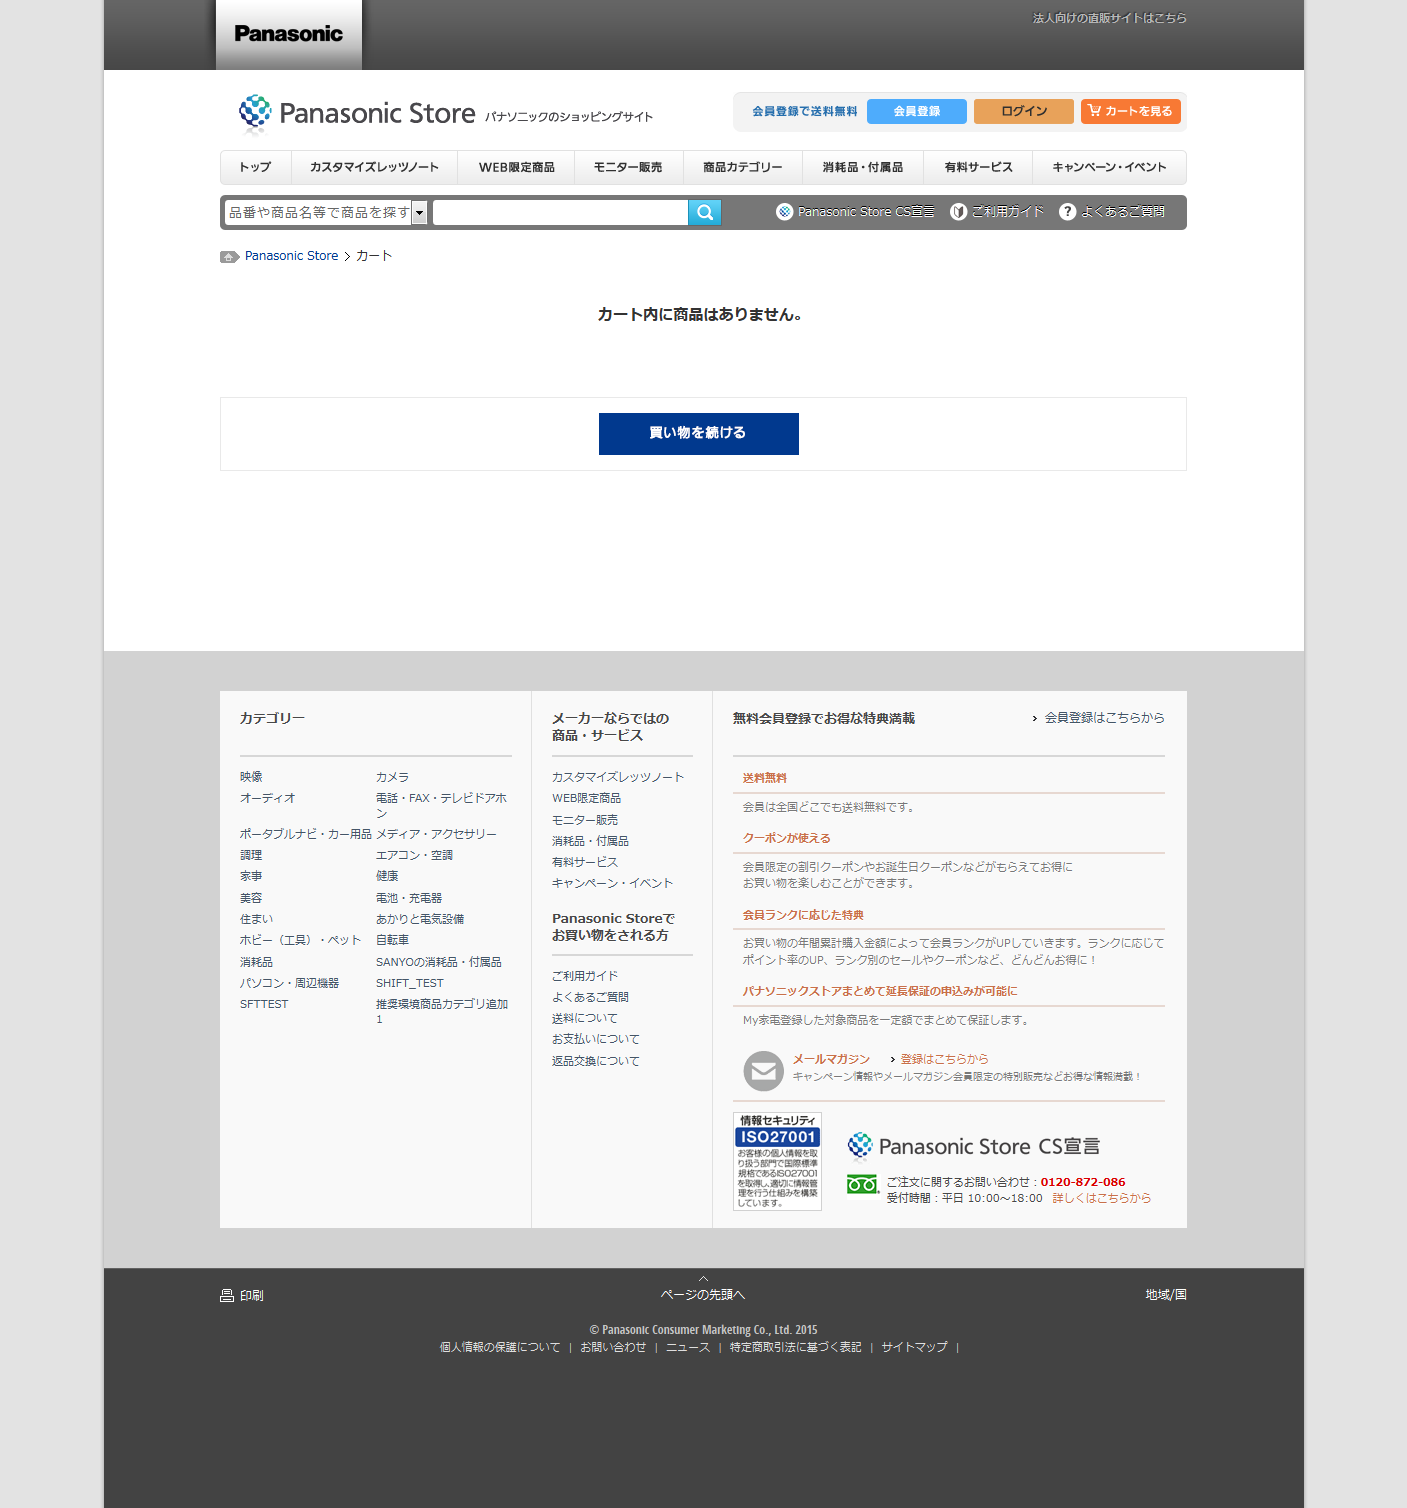 Panasonic
法人向けの直販サイトはこちら
Panasonic Store パナソニックのショッピングサイト
会員登録で送料無料 会員登録 ログイン カートを見る
トップ カスタマイズレッツノート WEB限定商品 モニター販売 商品カテゴリー 消耗品・付属品 有料サービス キャンペーン・イベント
品番や商品名等で商品を探す Panasonic Store CS宣言 ご利用ガイド よくあるご質問
Panasonic Store カート
カート内に商品はありません。
買い物を続ける
カテゴリー
映像 カメラ
オーディオ 電話・FAX・テレビドアホ
ン
ポータブルナビ・カー用品 メディア・アクセサリー
調理 エアコン・空調
家事 健康
美容 電池・充電器
住まい あかりと電気設備
ホビー（工具）・ペット 自転車
消耗品 SANYOの消耗品・付属品
パソコン・周辺機器 SHIFT_TEST
SFTTEST 推奨環境商品カテゴリ追加
1
メーカーならではの
商品・サービス
カスタマイズレッツノート
WEB限定商品
モニター販売
消耗品・付属品
有料サービス
キャンペーン・イベント
Panasonic Storeで
お買い物をされる方
ご利用ガイド
よくあるご質問
送料について
お支払いについて
返品交換について
無料会員登録でお得な特典満載 会員登録はこちらから
送料無料
会員は全国どこでも送料無料です。
クーポンが使える
会員限定の割引クーポンやお誕生日クーポンなどがもらえてお得に
お買い物を楽しむことができます。
会員ランクに応じた特典
お買い物の年間累計購入金額によって会員ランクがUPしていきます。ランクに応じて
ポイント率のUP、ランク別のセールやクーポンなど、どんどんお得に！
パナソニックストアまとめて延長保証の申込みが可能に
My家電登録した対象商品を一定額でまとめて保証します。
メールマガジン 登録はこちらから
キャンペーン情報やメールマガジン会員限定の特別販売などお得な情報満載！
情報セキュリティ
ISO27001
お客様の個人情報を取
り扱う部門で国際標準
規格であるISO27001
を取得し、適切に情報管
理を行う仕組みを構築
しています。
Panasonic Store CS宣言
ご注文に関するお問い合わせ：0120-872-086
受付時間：平日 10:00～18:00 詳しくはこちらから
印刷 ページの先頭へ 地域/国
© Panasonic Consumer Marketing Co., Ltd. 2015
個人情報の保護について | お問い合わせ | ニュース | 特定商取引法に基づく表記 | サイトマップ |